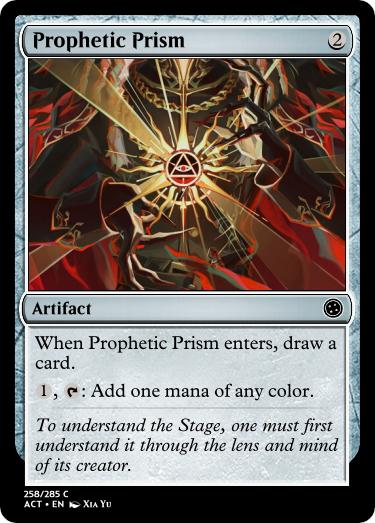 Prophetic Prism 2
Artifact
When Prophetic Prism enters, draw a
card.
1, T: Add one mana of any color.
To understand the Stage, one must first
understand it through the lens and mind
of its creator.
258/285 C
ACT • EN Xia Yu